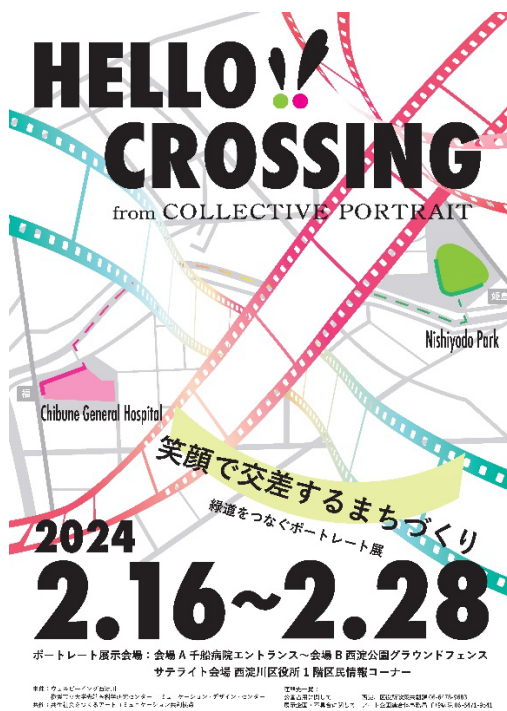 HELLO !!
CROSSING
from COLLECTIVE PORTRAIT
Nishiyodo Park
福
Chibune General Hospital
笑顔で交差するまちづくり
緑道をつなぐポートレート展
2024
2.16〜2.28
ポートレート展示会場：会場 A 千船病院エントランス〜会場 B 西淀公園グラウンドフェンス
サテライト会場 西淀川区役所 1 階区民情報コーナー